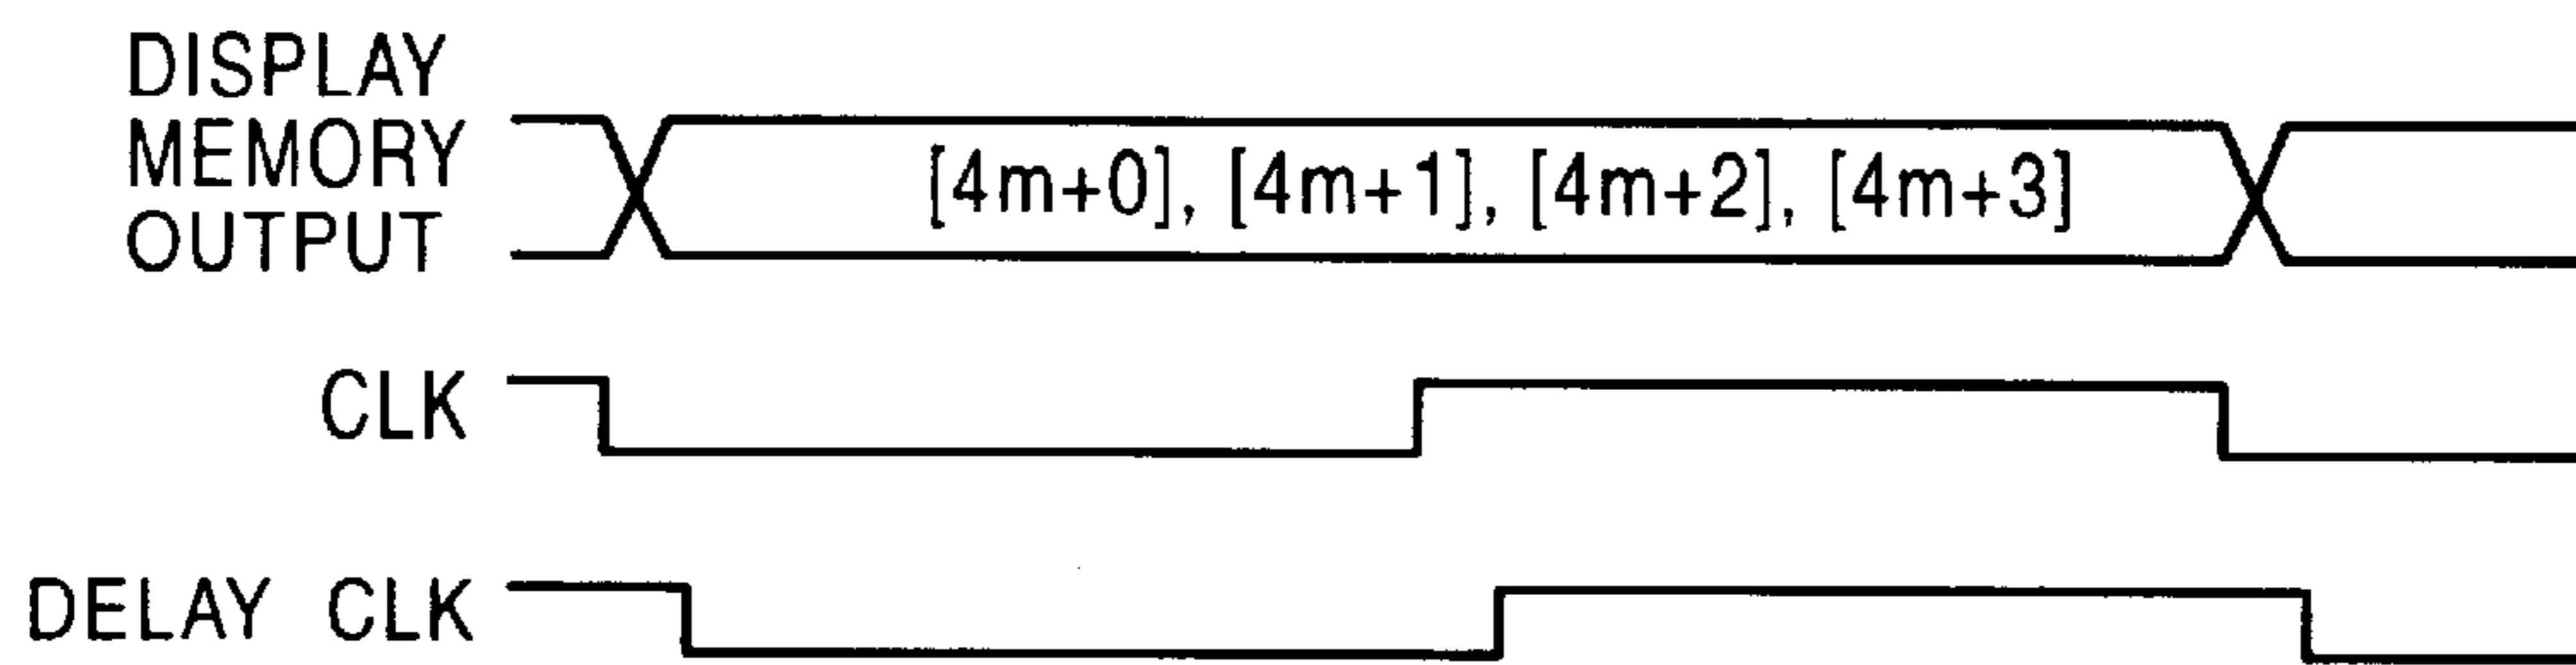 DISPLAY
MEMORY
OUTPUT
[4m+0], [4m+1], [4m+2], [4m+3]
CLK
DELAY CLK